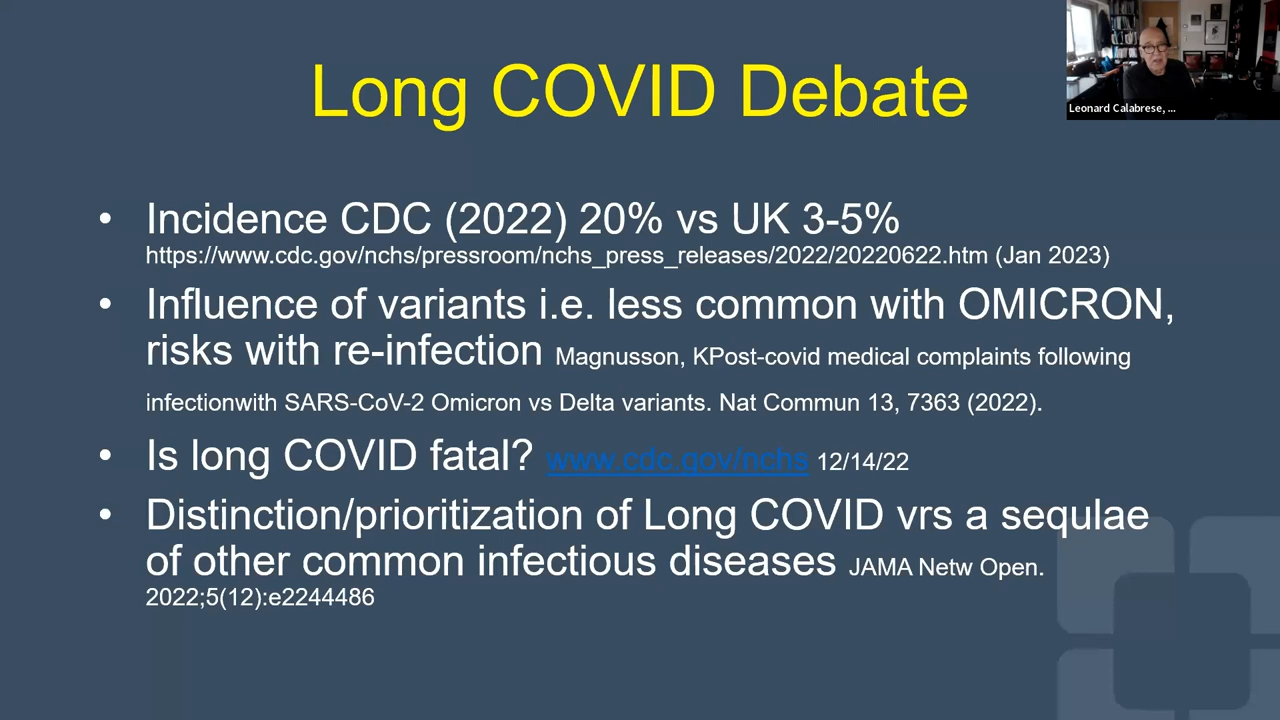 Long COVID Debate
Leonard Calabrese, ...
• Incidence CDC (2022) 20% vs UK 3-5%
https://www.cdc.gov/nchs/pressroom/nchs_press_releases/2022/20220622.htm (Jan 2023)
• Influence of variants i.e. less common with OMICRON,
risks with re-infection Magnusson, KPost-covid medical complaints following
infectionwith SARS-CoV-2 Omicron vs Delta variants. Nat Commun 13, 7363 (2022).
• Is long COVID fatal? www.cdc.gov/nchs 12/14/22
• Distinction/prioritization of Long COVID vrs a sequlae
of other common infectious diseases JAMA Netw Open.
2022;5(12):e2244486